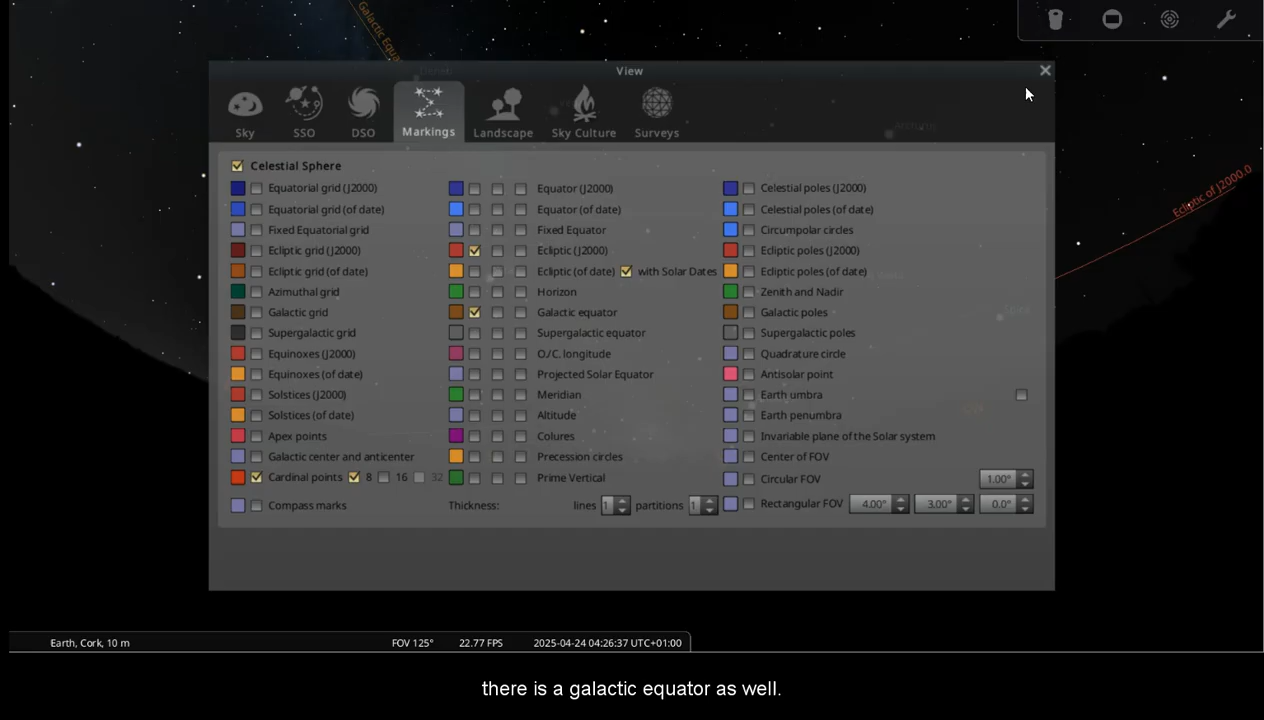 Galactic Equa
View
Sky SSO DSO Markings Landscape Sky Culture Surveys
Celestial Sphere
Equatorial grid (J2000) Equator (J2000) Celestial poles (J2000)
Equatorial grid (of date) Equator (of date) Celestial poles (of date)
Fixed Equatorial grid Fixed Equator Circumpolar circles
Ecliptic grid (J2000) Ecliptic (J2000) Ecliptic poles (J2000)
Ecliptic grid (of date) Ecliptic (of date) with Solar Dates Ecliptic poles (of date)
Azimuthal grid Horizon Zenith and Nadir
Galactic grid Galactic equator Galactic poles
Supergalactic grid Supergalactic equator Supergalactic poles
Equinoxes (J2000) O./C. longitude Quadrature circle
Equinoxes (of date) Projected Solar Equator Antisolar point
Solstices (J2000) Meridian Earth umbra
Solstices (of date) Altitude Earth penumbra
Apex points Colures Invariable plane of the Solar system
Galactic center and anticenter Precession circles Center of FOV
Cardinal points 8 16 32 Prime Vertical Circular FOV 1.00°
Compass marks Thickness: lines 1 partitions 1 Rectangular FOV 4.00° 3.00° 0.0°
Ecliptic of J2000.0
Earth, Cork, 10 m FOV 125° 22.77 FPS 2025-04-24 04:26:37 UTC+01:00
there is a galactic equator as well.